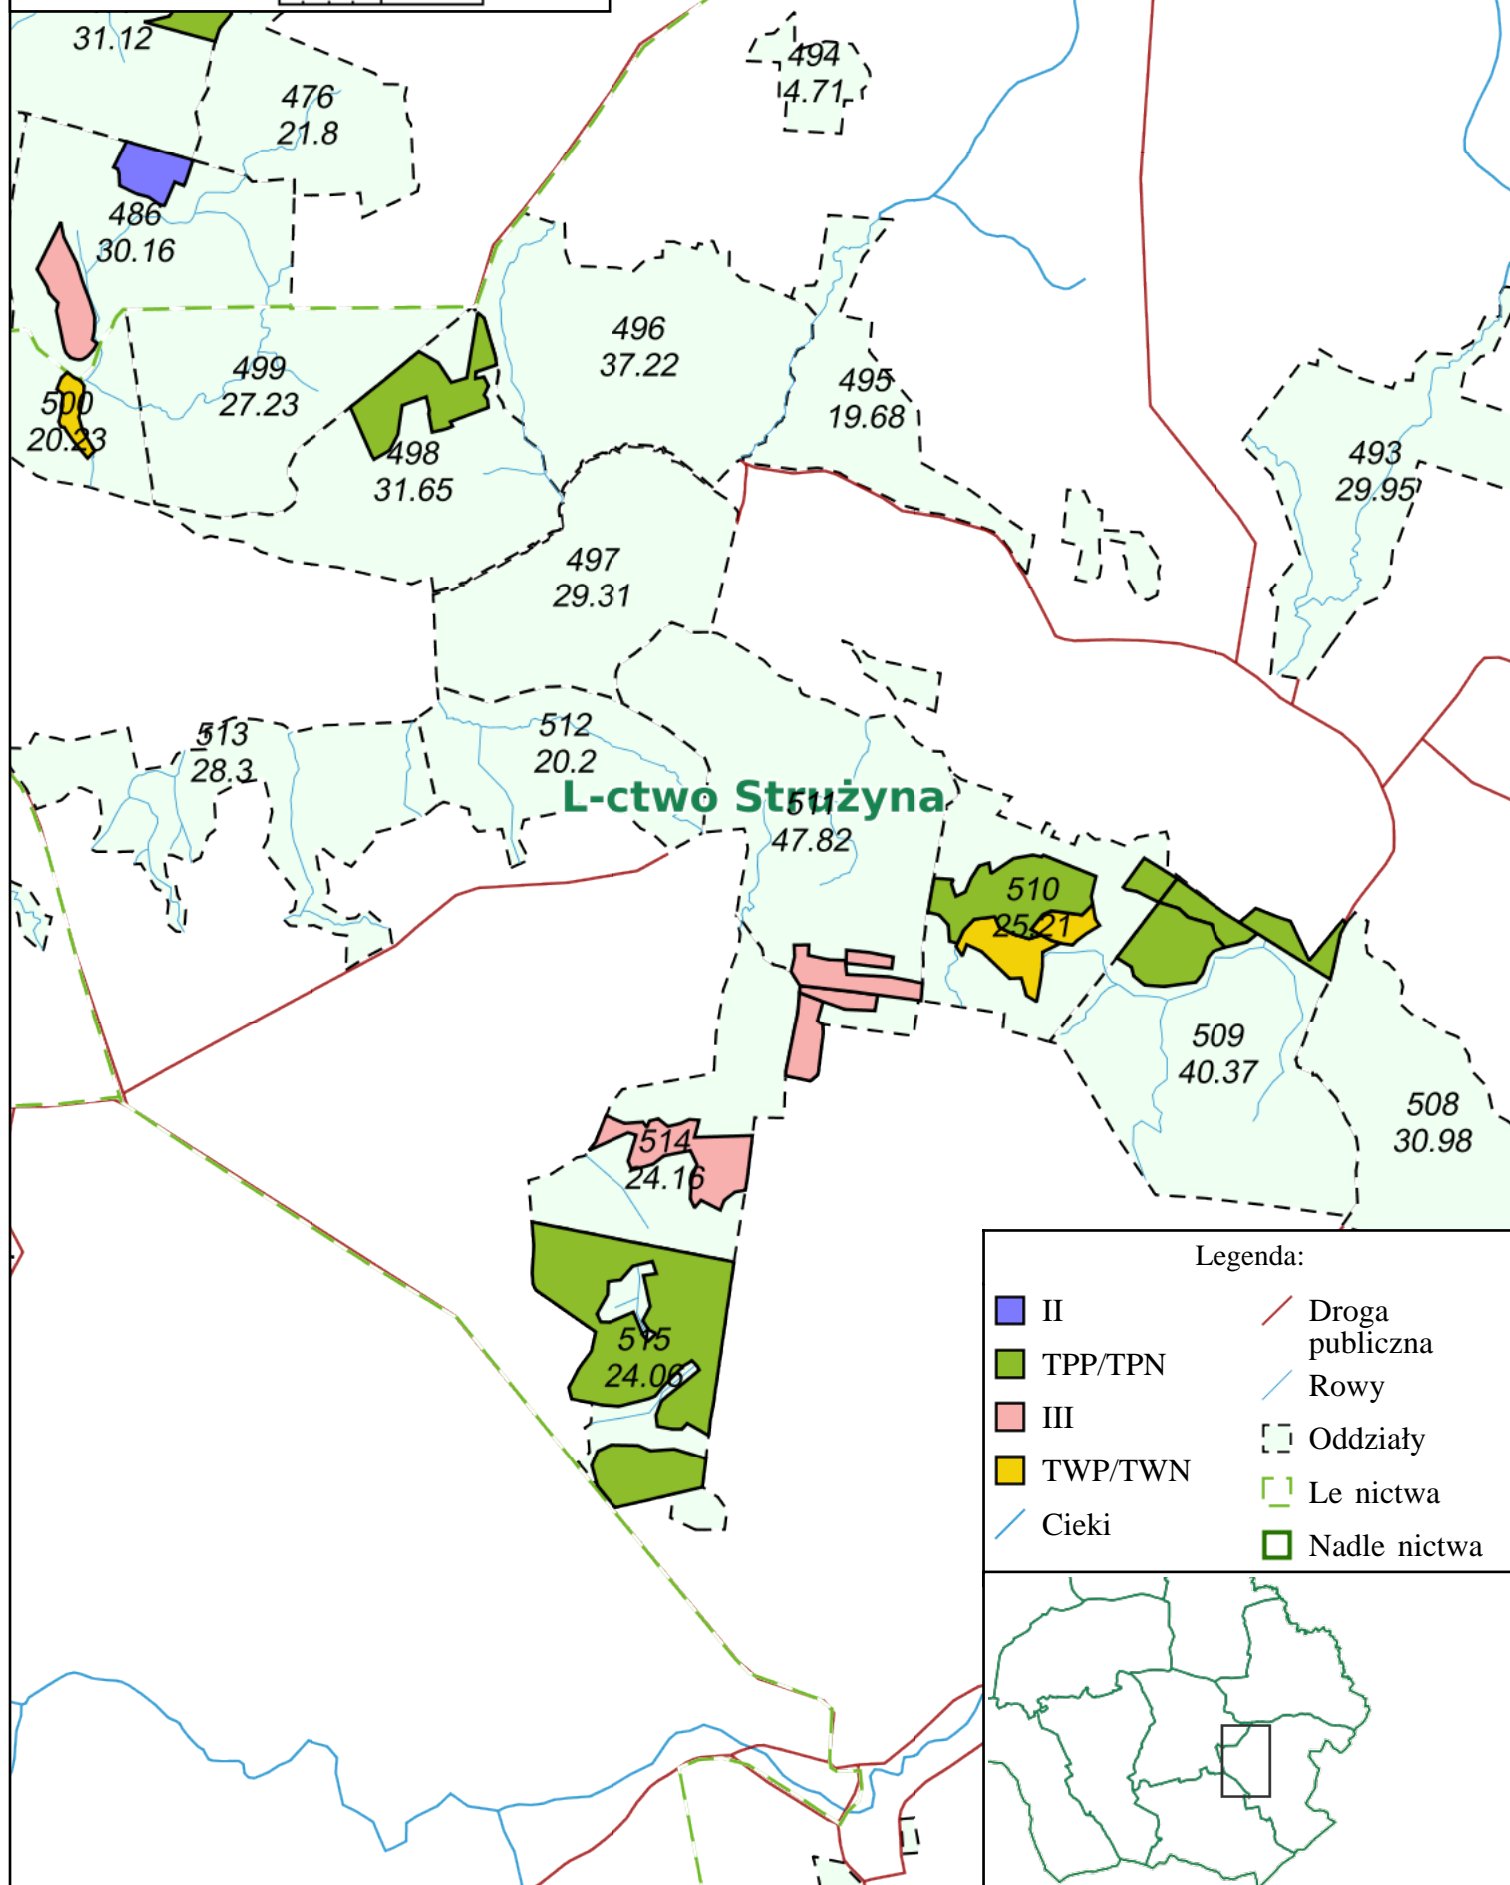 31.12
476
21.8
494
4.71
486
30.16
496
37.22
499
27.23
495
19.68
500
20.23
498
31.65
493
29.95
497
29.31
513
28.3
512
20.2
L-ctwo Strużyna
511
47.82
510
25.21
509
40.37
508
30.98
514
24.16
515
24.06
Legenda:
II
TPP/TPN
III
TWP/TWN
Cieki
Droga
publiczna
Rowy
Oddziały
Le nictwa
Nadle nictwa